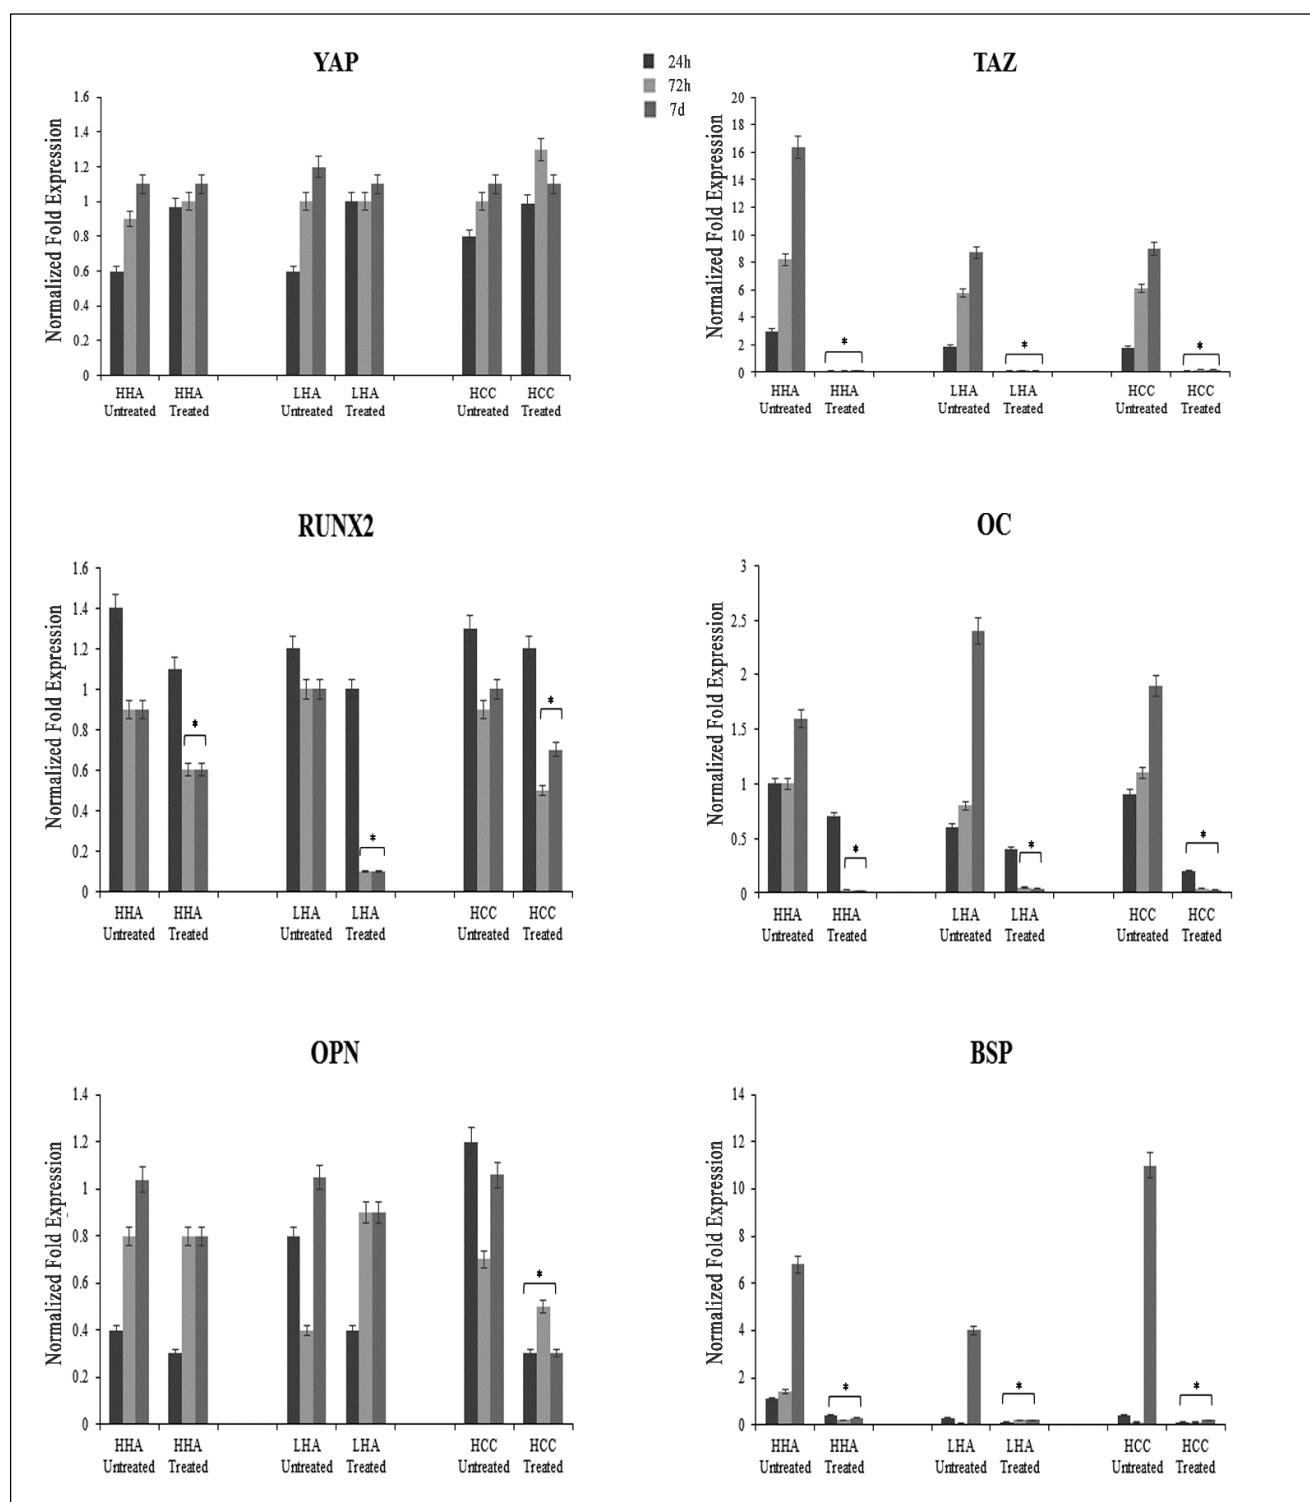 YAP
24h
72h
7d
TAZ
Normalized Fold Expression
1.6
1.4
1.2
1
0.8
0.6
0.4
0.2
0
HHA Untreated
HHA Treated
LHA Untreated
LHA Treated
HCC Untreated
HCC Treated
Normalized Fold Expression
20
18
16
14
12
10
8
6
4
2
0
*
*
*
HHA Untreated
HHA Treated
LHA Untreated
LHA Treated
HCC Untreated
HCC Treated
RUNX2
Normalized Fold Expression
1.6
1.4
1.2
1
0.8
0.6
0.4
0.2
0
*
*
*
HHA Untreated
HHA Treated
LHA Untreated
LHA Treated
HCC Untreated
HCC Treated
OC
Normalized Fold Expression
3
2.5
2
1.5
1
0.5
0
*
*
*
HHA Untreated
HHA Treated
LHA Untreated
LHA Treated
HCC Untreated
HCC Treated
OPN
Normalized Fold Expression
1.4
1.2
1
0.8
0.6
0.4
0.2
0
*
HHA Untreated
HHA Treated
LHA Untreated
LHA Treated
HCC Untreated
HCC Treated
BSP
Normalized Fold Expression
14
12
10
8
6
4
2
0
*
*
*
HHA Untreated
HHA Treated
LHA Untreated
LHA Treated
HCC Untreated
HCC Treated